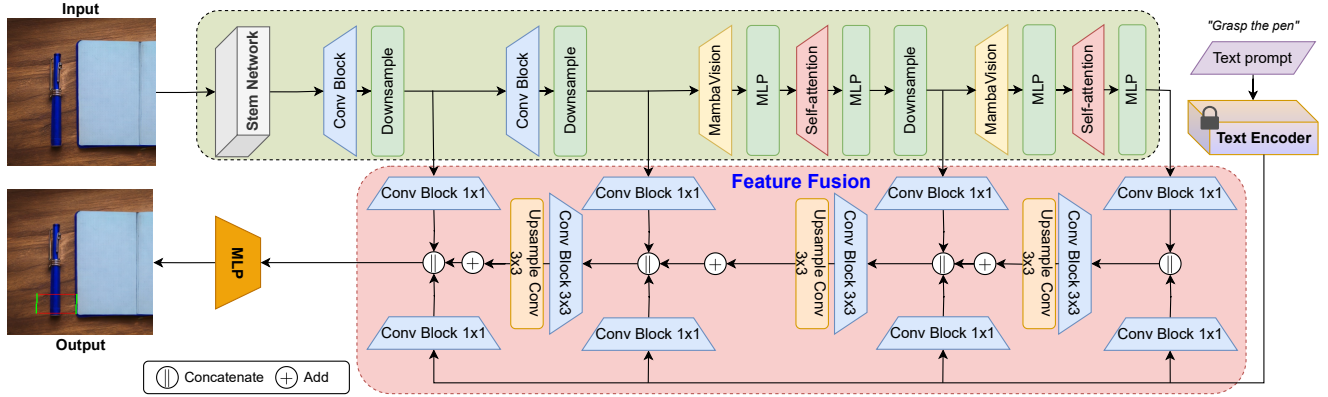 Input
Stem Network
Conv Block
Downsample
Conv Block
Downsample
MambaVision
MLP
Self-attention
MLP
Downsample
MambaVision
MLP
Self-attention
MLP
"Grasp the pen"
Text prompt
Text Encoder
Feature Fusion
Conv Block 1x1
Conv Block 1x1
Conv Block 1x1
Conv Block 1x1
MLP
Upsample Conv
3x3
Conv Block 3x3
Upsample Conv
3x3
Conv Block 3x3
Upsample Conv
3x3
Conv Block 3x3
Conv Block 1x1
Conv Block 1x1
Conv Block 1x1
Conv Block 1x1
Output
Concatenate
Add